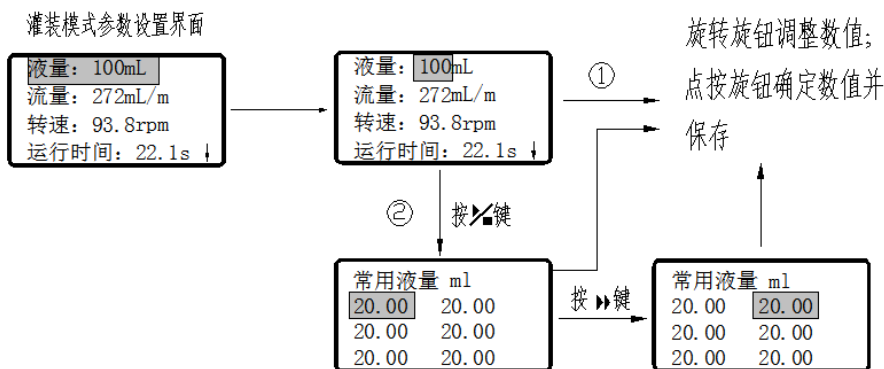 灌装模式参数设置界面
液量：100mL
流量：272mL/m
转速：93.8rpm
运行时间：22.1s ↓
液量：100mL
流量：272mL/m
转速：93.8rpm
运行时间：22.1s ↓
①
旋转旋钮调整数值；
点按旋钮确定数值并
保存
② 按键
常用液量 ml
20.00 20.00
20.00 20.00
20.00 20.00
按键
常用液量 ml
20.00 20.00
20.00 20.00
20.00 20.00